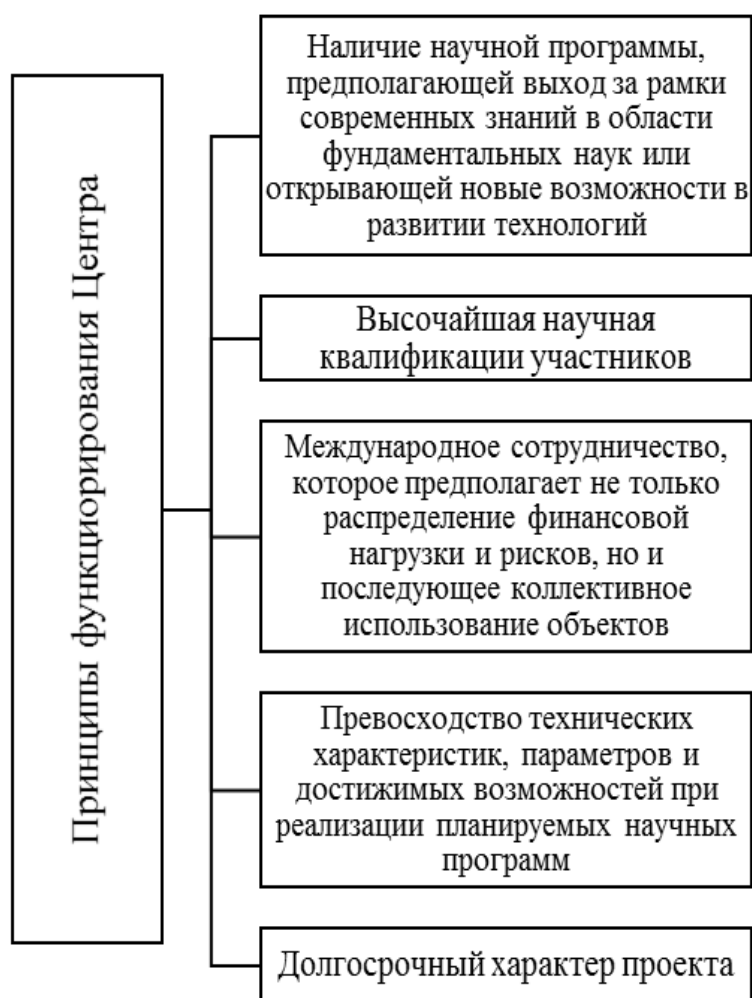 Принципы функциорирования Центра
Наличие научной программы,
предполагающей выход за рамки
современных знаний в области
фундаментальных наук или
открывающей новые возможности в
развитии технологий
Высочайшая научная
квалификации участников
Международное сотрудничество,
которое предполагает не только
распределение финансовой
нагрузки и рисков, но и
последующее коллективное
использование объектов
Превосходство технических
характеристик, параметров и
достижимых возможностей при
реализации планируемых научных
программ
Долгосрочный характер проекта